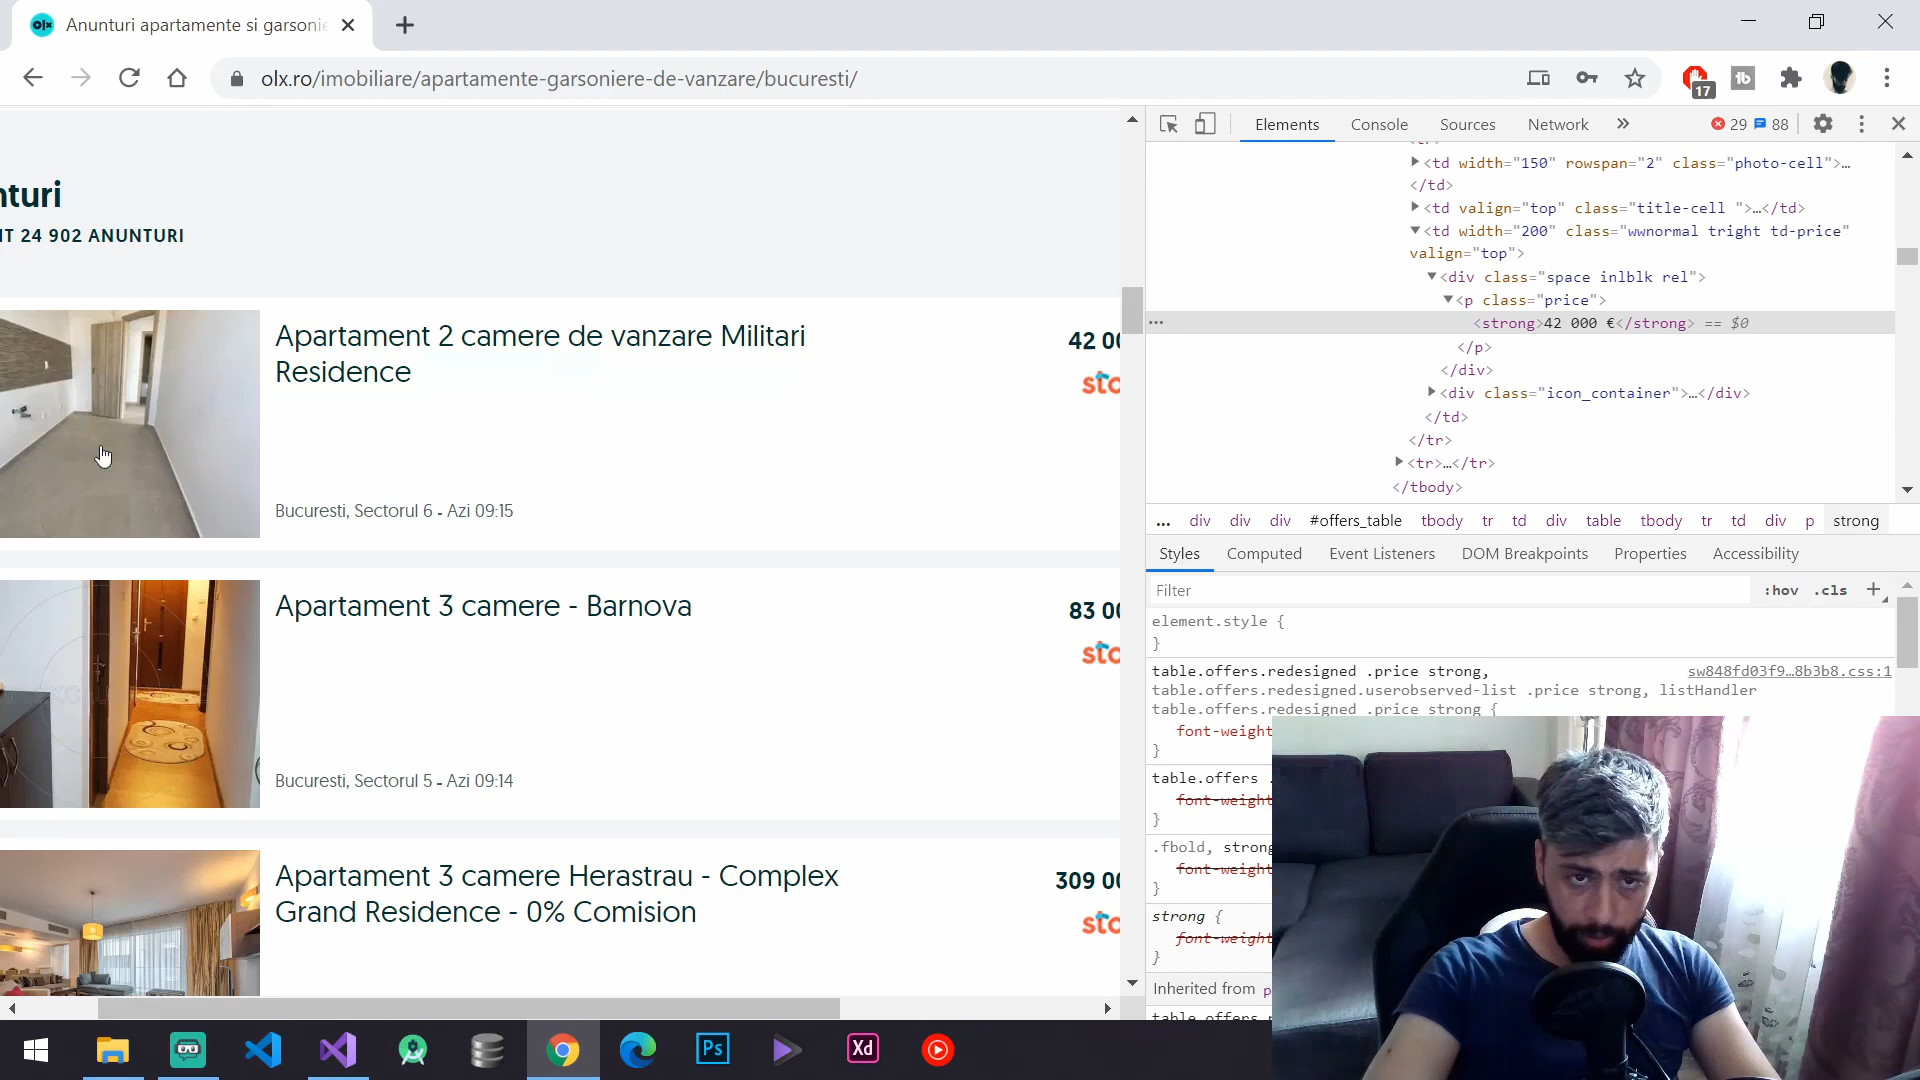 olx
Anunturi apartamente si garsonie
olx.ro/imobiliare/apartamente-garsoniere-de-vanzare/bucuresti/
17
nturi
IT 24 902 ANUNTURI
Apartament 2 camere de vanzare Militari
Residence
42 00
sto
Bucuresti, Sectorul 6 - Azi 09:15
Apartament 3 camere - Barnova
83 00
sto
Bucuresti, Sectorul 5 - Azi 09:14
Apartament 3 camere Herastrau - Complex
Grand Residence - 0% Comision
309 00
sto
Elements
Console
Sources
Network
»
29
88
<td width="150" rowspan="2" class="photo-cell">…
</td>
<td valign="top" class="title-cell ">…</td>
<td width="200" class="wwnormal tright td-price"
valign="top">
<div class="space inlblk rel">
<p class="price">
… <strong>42 000 €</strong> == $0
</p>
</div>
<div class="icon_container">…</div>
</td>
</tr>
<tr>…</tr>
</tbody>
… div div div #offers_table tbody tr td div table tbody tr td div p strong
Styles
Computed
Event Listeners
DOM Breakpoints
Properties
Accessibility
Filter
:hov .cls +
element.style {
}
table.offers.redesigned .price strong, sw848fd03f9…8b3b8.css:1
table.offers.redesigned.userobserved-list .price strong, listHandler
table.offers.redesigned .price strong {
font-weight
}
table.offers .
font-weight
}
.fbold, strong
font-weight
}
strong {
font-weight
}
Inherited from p
table.offers.r
Ps
Xd